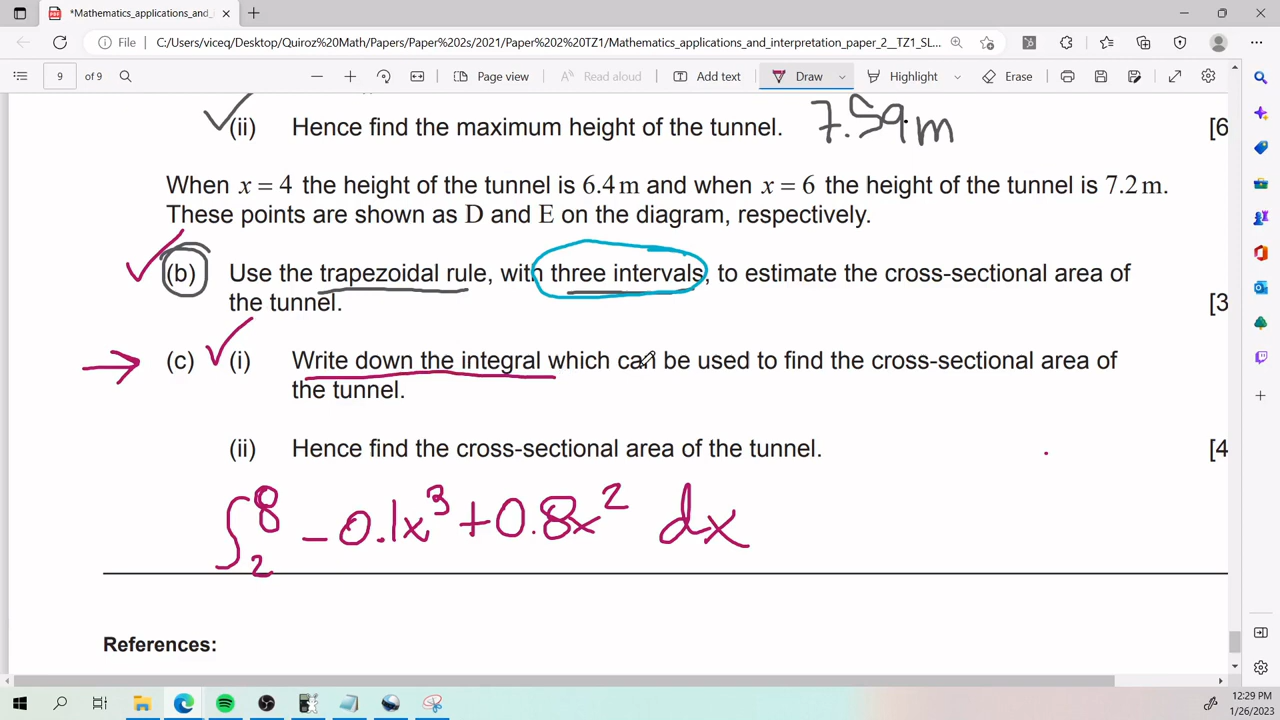 *Mathematics_applications_and_i
File
C:/Users/viceq/Desktop/Quiroz%20Math/Papers/Paper%202s/2021/Paper%202%20TZ1/Mathematics_applications_and_interpretation_paper_2__TZ1_SL...
9 of 9
Page view
Read aloud
Add text
Draw
Highlight
Erase
(ii) Hence find the maximum height of the tunnel. 7.59m [6
When x = 4 the height of the tunnel is 6.4 m and when x = 6 the height of the tunnel is 7.2 m.
These points are shown as D and E on the diagram, respectively.
(b) Use the trapezoidal rule, with three intervals, to estimate the cross-sectional area of
the tunnel. [3
(c) (i) Write down the integral which can be used to find the cross-sectional area of
the tunnel.
(ii) Hence find the cross-sectional area of the tunnel. [4
∫₂⁸ -0.1x³+0.8x² dx
References:
12:29 PM
1/26/2023